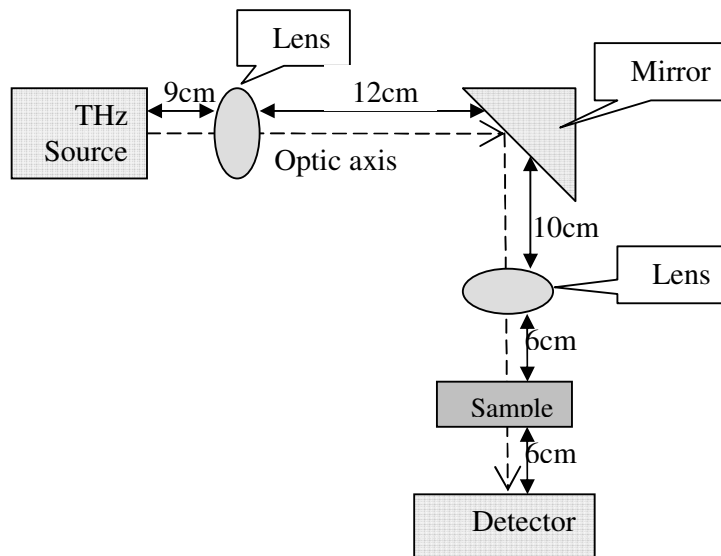 Lens
Mirror
9cm
12cm
THz
Source
Optic axis
10cm
Lens
6cm
Sample
6cm
Detector